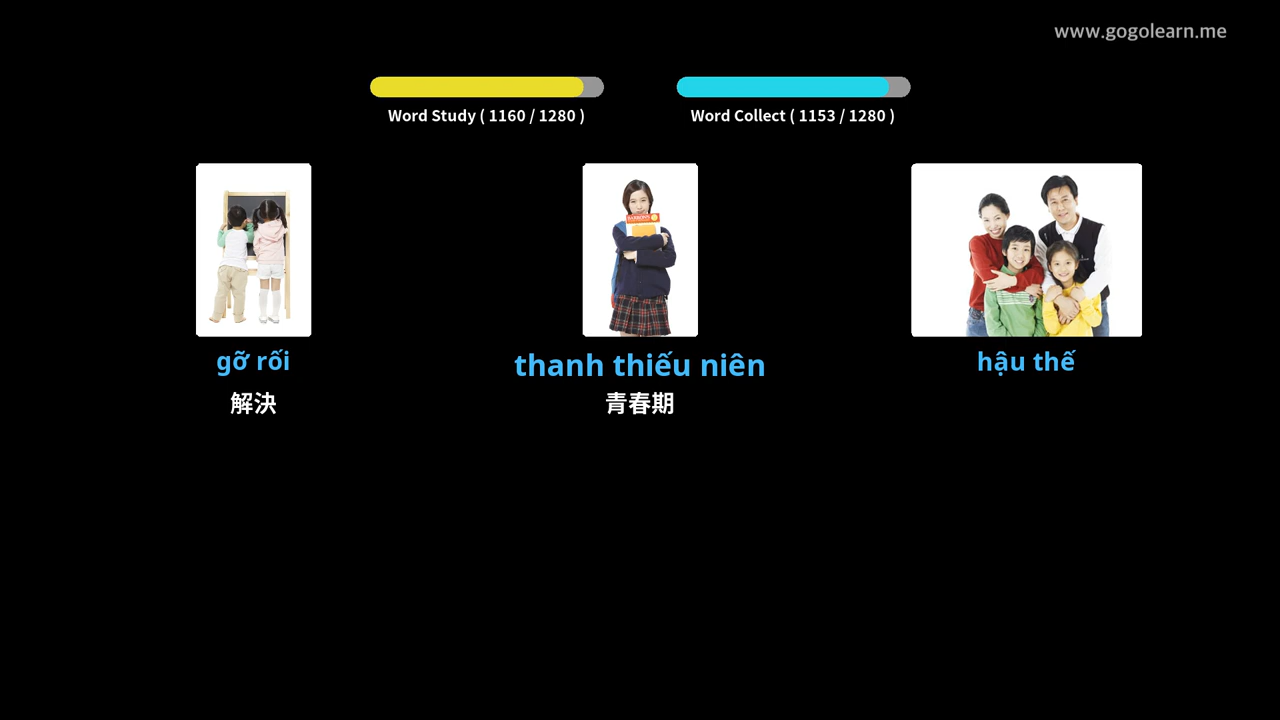 www.gogolearn.me
Word Study ( 1160 / 1280 )
Word Collect ( 1153 / 1280 )
BARRON'S
gỡ rối
thanh thiếu niên
hậu thế
解決
青春期